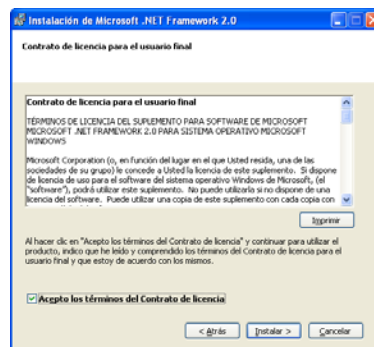 Instalación de Microsoft .NET Framework 2.0
Contrato de licencia para el usuario final
Contrato de licencia para el usuario final
TÉRMINOS DE LICENCIA DEL SUPLEMENTO PARA SOFTWARE DE MICROSOFT
MICROSOFT .NET FRAMEWORK 2.0 PARA SISTEMA OPERATIVO MICROSOFT
WINDOWS
Microsoft Corporation (o, en función del lugar en el que Usted resida, una de las
sociedades de su grupo) le concede a Usted la licencia de este suplemento. Si dispone
de licencia de uso para el software del sistema operativo Windows de Microsoft, (el
"software"), podrá utilizar este suplemento. No puede utilizarla si no dispone de una
licencia del software. Puede utilizar una copia de este suplemento con cada copia con
Imprimir
Al hacer clic en "Acepto los términos del Contrato de licencia" y continuar para utilizar el
producto, indico que he leído y comprendido los términos del Contrato de licencia para el
usuario final y que estoy de acuerdo con los mismos.
Acepto los términos del Contrato de licencia
< Atrás Instalar > Cancelar